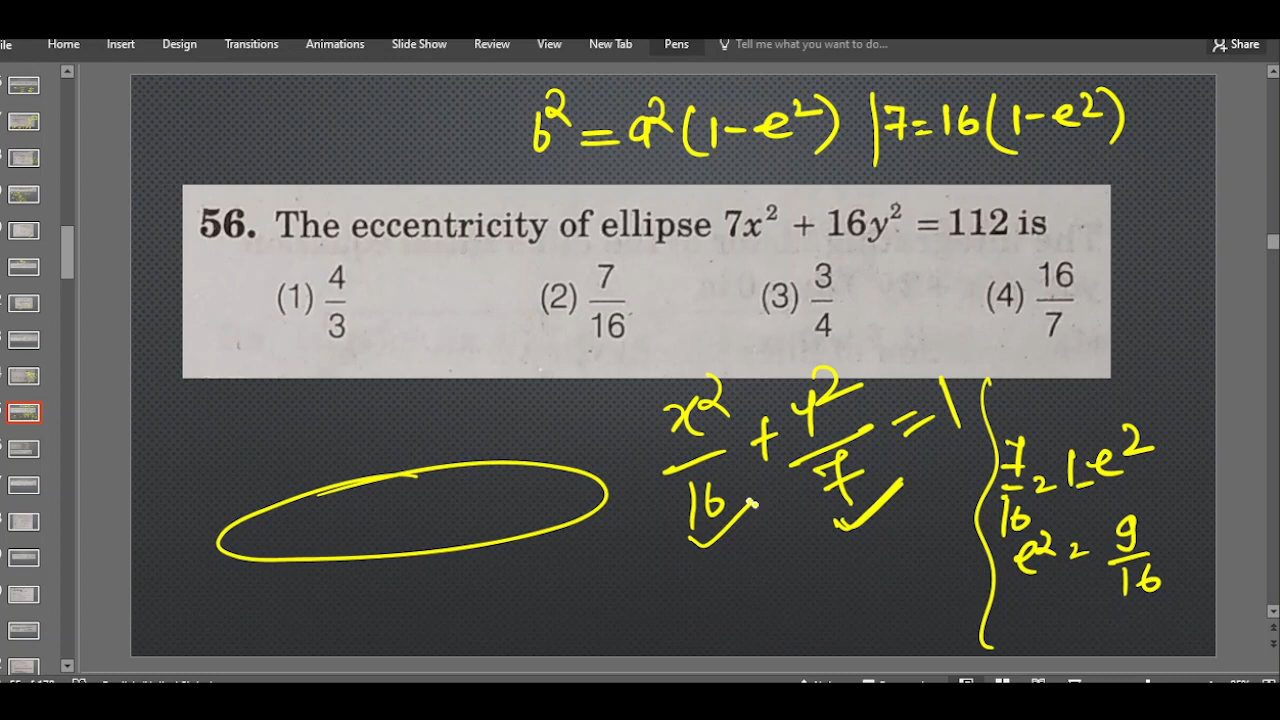 File Home Insert Design Transitions Animations Slide Show Review View New Tab Pens Tell me what you want to do... Share
b² = a²(1-e²) | 7=16(1-e²)
56. The eccentricity of ellipse 7x² + 16y² = 112 is
(1) 4/3 (2) 7/16 (3) 3/4 (4) 16/7
x²/16 + y²/7 = 1
7/16 = 1-e²
e² = 9/16